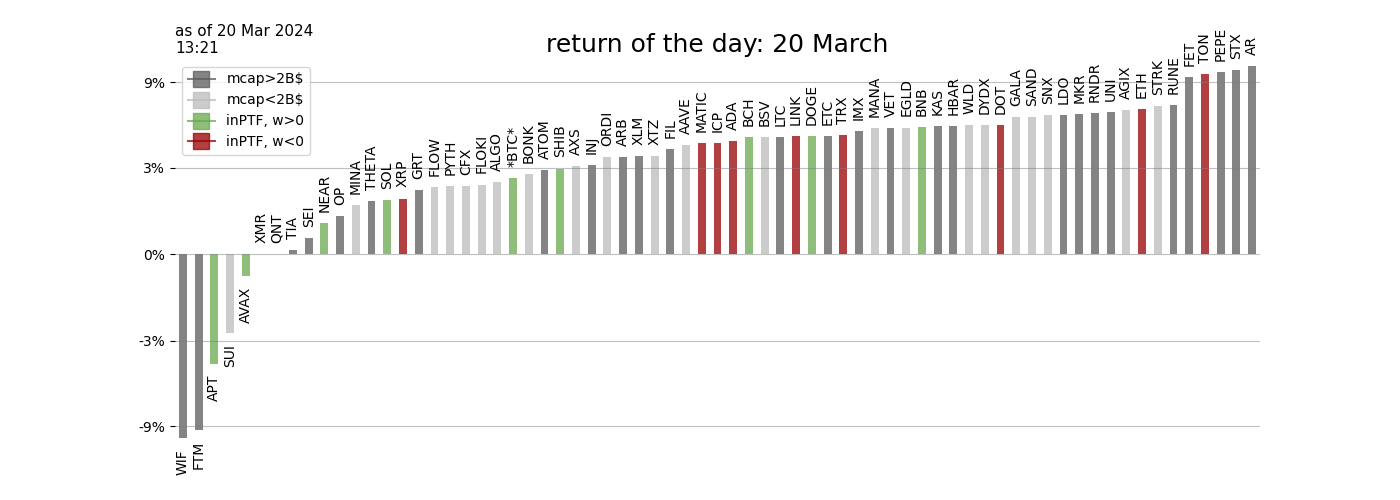 as of 20 Mar 2024
13:21
return of the day: 20 March
mcap>2B$
mcap<2B$
inPTF, w>0
inPTF, w<0
9%
3%
0%
-3%
-9%
WIF
FTM
APT
SUI
AVAX
XMR
QNT
TIA
SEI
NEAR
OP
MINA
THETA
SOL
XRP
GRT
FLOW
PYTH
CFX
FLOKI
ALGO
*BTC*
BONK
ATOM
SHIB
AXS
INJ
ORDI
ARB
XLM
XTZ
FIL
AAVE
MATIC
ICP
ADA
BCH
BSV
LTC
LINK
DOGE
ETC
TRX
IMX
MANA
VET
EGLD
BNB
KAS
HBAR
WLD
DYDX
DOT
GALA
SAND
SNX
LDO
MKR
RNDR
UNI
AGIX
ETH
STRK
RUNE
FET
TON
PEPE
STX
AR